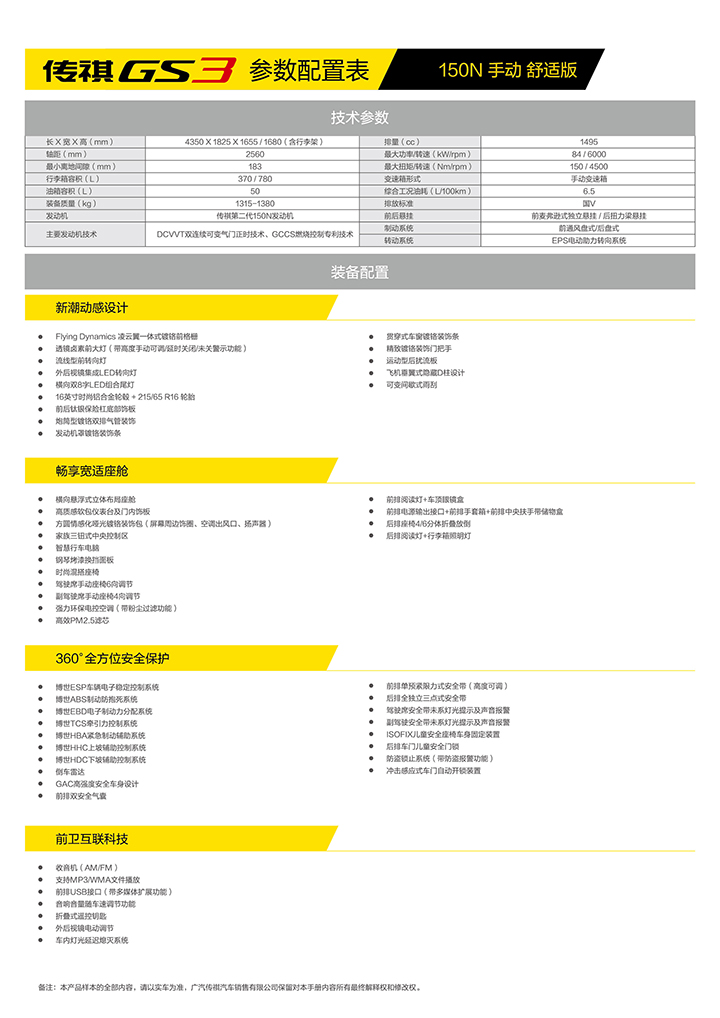 传祺GS3 参数配置表 150N 手动 舒适版
技术参数
长 X 宽 X 高（mm） 4350 X 1825 X 1655 / 1680（含行李架） 排量（cc） 1495
轴距（mm） 2560 最大功率/转速（kW/rpm） 84 / 6000
最小离地间隙（mm） 183 最大扭矩/转速（Nm/rpm） 150 / 4500
行李箱容积（L） 370 / 780 变速箱形式 手动变速箱
油箱容积（L） 50 综合工况油耗（L/100km） 6.5
装备质量（kg） 1315-1380 排放标准 国V
发动机 传祺第二代150N发动机 前后悬挂 前麦弗逊式独立悬挂 / 后扭力梁悬挂
主要发动机技术 DCVVT双连续可变气门正时技术、GCCS燃烧控制专利技术 制动系统 前通风盘式/后盘式
转动系统 EPS电动助力转向系统
装备配置
新潮动感设计
Flying Dynamics 凌云翼一体式镀铬前格栅
透镜卤素前大灯（带高度手动可调/延时关闭/未关警示功能）
流线型前转向灯
外后视镜集成LED转向灯
横向双8字LED组合尾灯
16英寸时尚铝合金轮毂 + 215/65 R16 轮胎
前后钛银保险杠底部饰板
炮筒型镀铬双排气管装饰
发动机罩镀铬装饰条
贯穿式车窗镀铬装饰条
精致镀铬装饰门把手
运动型后扰流板
飞机垂翼式隐藏D柱设计
可变间歇式雨刮
畅享宽适座舱
横向悬浮式立体布局座舱
高质感软包仪表台及门内饰板
方圆情感化哑光镀铬装饰包（屏幕周边饰圈、空调出风口、扬声器）
家族三钮式中央控制区
智慧行车电脑
钢琴烤漆换挡面板
时尚混搭座椅
驾驶席手动座椅6向调节
副驾驶席手动座椅4向调节
强力环保电控空调（带粉尘过滤功能）
高效PM2.5滤芯
前排阅读灯+车顶眼镜盒
前排电源输出接口+前排手套箱+前排中央扶手带储物盒
后排座椅4/6分体折叠放倒
后排阅读灯+行李箱照明灯
360°全方位安全保护
博世ESP车辆电子稳定控制系统
博世ABS制动防抱死系统
博世EBD电子制动力分配系统
博世TCS牵引力控制系统
博世HBA紧急制动辅助系统
博世HHC上坡辅助控制系统
博世HDC下坡辅助控制系统
倒车雷达
GAC高强度安全车身设计
前排双安全气囊
前排单预紧限力式安全带（高度可调）
后排全独立三点式安全带
驾驶席安全带未系灯光提示及声音报警
副驾驶安全带未系灯光提示及声音报警
ISOFIX儿童安全座椅车身固定装置
后排车门儿童安全门锁
防盗锁止系统（带防盗报警功能）
冲击感应式车门自动开锁装置
前卫互联科技
收音机（AM/FM）
支持MP3/WMA文件播放
前排USB接口（带多媒体扩展功能）
音响音量随车速调节功能
折叠式遥控钥匙
外后视镜电动调节
车内灯光延迟熄灭系统
备注：本产品样本的全部内容，请以实车为准，广汽传祺汽车销售有限公司保留对本手册内容所有最终解释权和修改权。